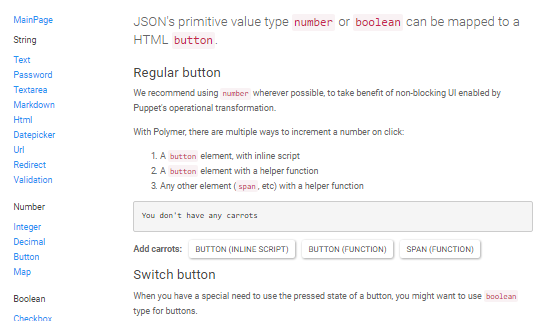 MainPage
String
Text
Password
Textarea
Markdown
Html
Datepicker
Url
Redirect
Validation
Number
Integer
Decimal
Button
Map
Boolean
Checkbox
JSON's primitive value type number or boolean can be mapped to a
HTML button.
Regular button
We recommend using number wherever possible, to take benefit of non-blocking UI enabled by
Puppet's operational transformation.
With Polymer, there are multiple ways to increment a number on click:
1. A button element, with inline script
2. A button element with a helper function
3. Any other element (span, etc) with a helper function
You don't have any carrots
Add carrots: BUTTON (INLINE SCRIPT) BUTTON (FUNCTION) SPAN (FUNCTION)
Switch button
When you have a special need to use the pressed state of a button, you might want to use boolean
type for buttons.